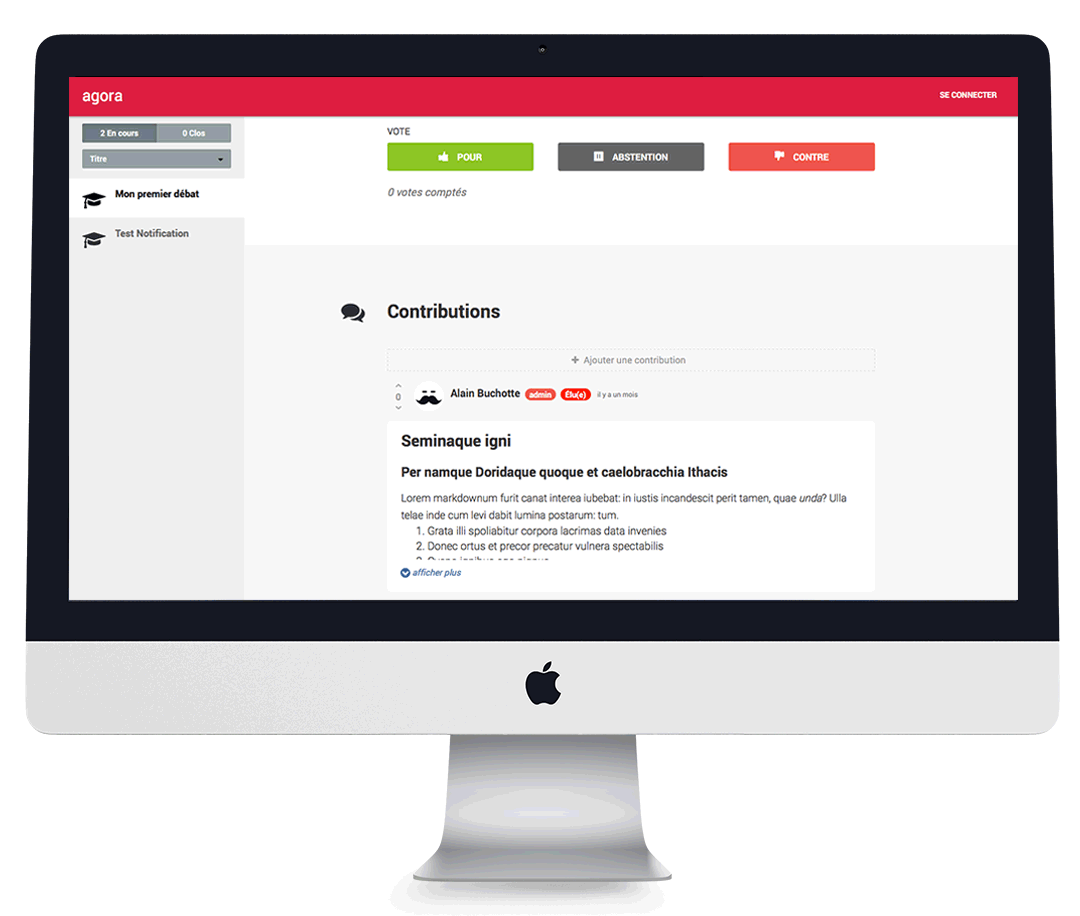 agora
SE CONNECTER
2 En cours
0 Clos
Titre
Mon premier débat
Test Notification
VOTE
POUR
ABSTENTION
CONTRE
0 votes comptés
Contributions
Ajouter une contribution
0
Alain Buchotte admin Élu(e) il y a un mois
Seminaque igni
Per namque Doridaque quoque et caelobracchia Ithacis
Lorem markdownum furit canat interea iubebat: in iustis incandescit perit tamen, quae unda? Ulla
telae inde cum levi dabit lumina postarum: tum.
1. Grata illi spoliabitur corpora lacrimas data invenies
2. Donec ortus et precor precatur vulnera spectabilis
afficher plus